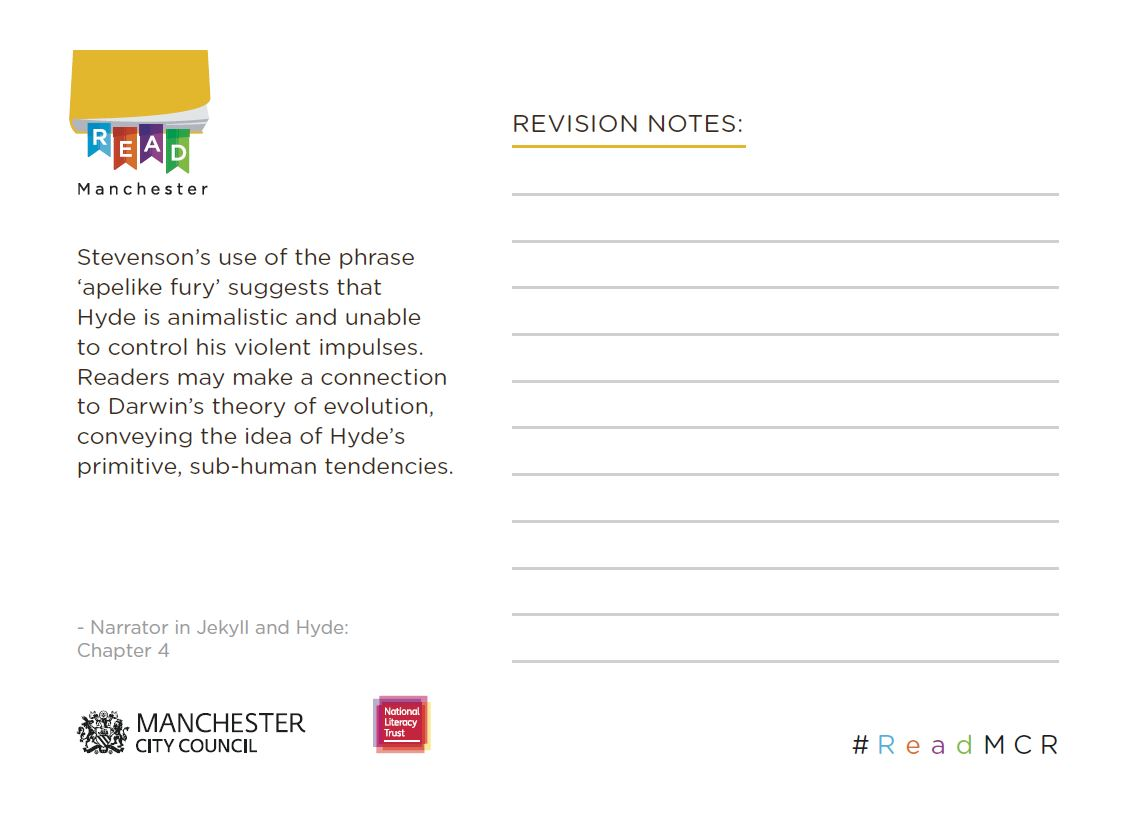 READ
Manchester
Stevenson’s use of the phrase
‘apelike fury’ suggests that
Hyde is animalistic and unable
to control his violent impulses.
Readers may make a connection
to Darwin’s theory of evolution,
conveying the idea of Hyde’s
primitive, sub-human tendencies.
- Narrator in Jekyll and Hyde:
Chapter 4
MANCHESTER
CITY COUNCIL
National
Literacy
Trust
REVISION NOTES:
#ReadMCR